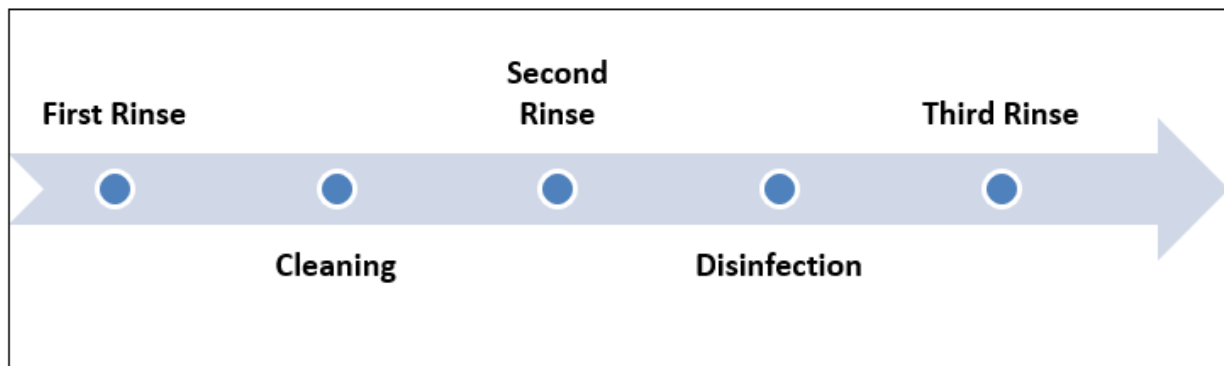 First Rinse
Cleaning
Second
Rinse
Disinfection
Third Rinse